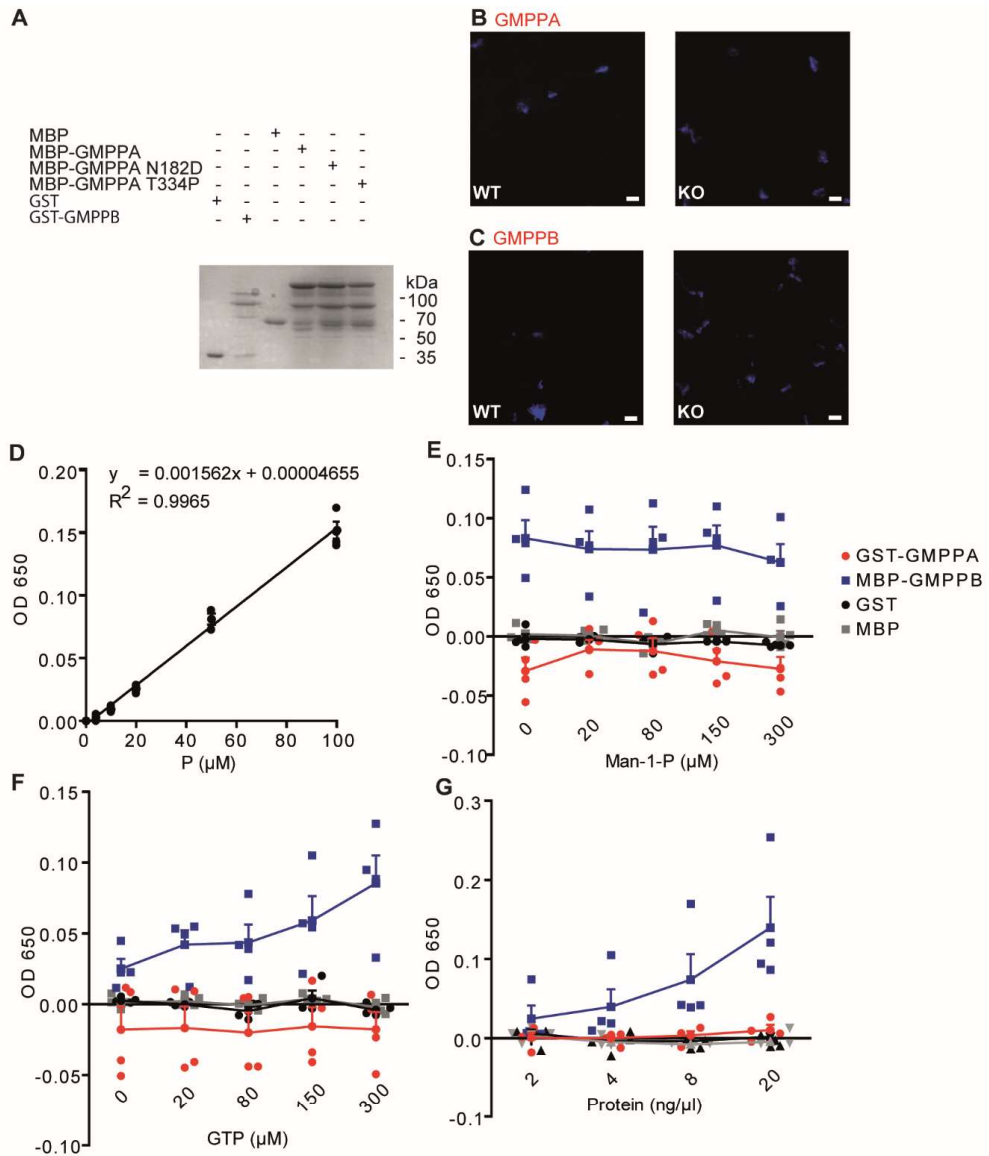 A
MBP - - + - - -
MBP-GMPPA - - - + - -
MBP-GMPPA N182D - - - - + -
MBP-GMPPA T334P - - - - - +
GST + - - - - -
GST-GMPPB - + - - - -
kDa
-100
- 70
- 50
- 35
B GMPPA
WT
KO
C GMPPB
WT
KO
D
y = 0.001562x + 0.00004655
R2 = 0.9965
0.20
0.15
0.10
0.05
0.00
OD 650
0 20 40 60 80 100
P (µM)
E
0.15
0.10
0.05
0.00
-0.05
-0.10
OD 650
0 20 80 150 300
Man-1-P (µM)
GST-GMPPA
MBP-GMPPB
GST
MBP
F
0.15
0.10
0.05
0.00
-0.05
-0.10
OD 650
0 20 80 150 300
GTP (µM)
G
0.3
0.2
0.1
0.0
-0.1
OD 650
2 4 8 20
Protein (ng/µl)